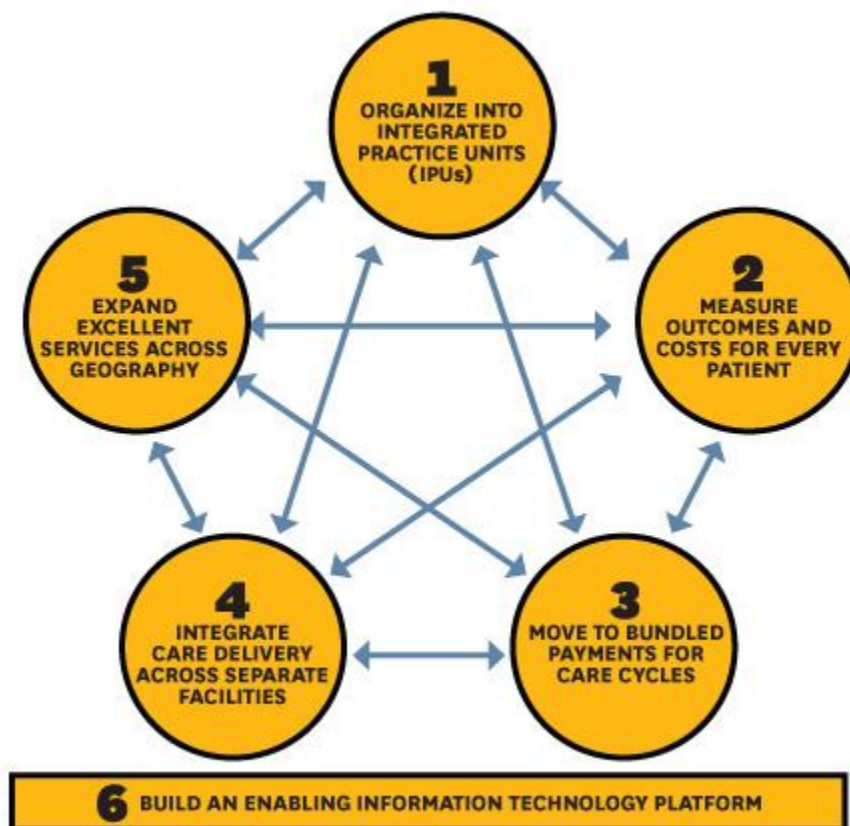 1
ORGANIZE INTO
INTEGRATED
PRACTICE UNITS
(IPUs)
2
MEASURE
OUTCOMES AND
COSTS FOR EVERY
PATIENT
3
MOVE TO BUNDLED
PAYMENTS FOR
CARE CYCLES
4
INTEGRATE
CARE DELIVERY
ACROSS SEPARATE
FACILITIES
5
EXPAND
EXCELLENT
SERVICES ACROSS
GEOGRAPHY
6 BUILD AN ENABLING INFORMATION TECHNOLOGY PLATFORM